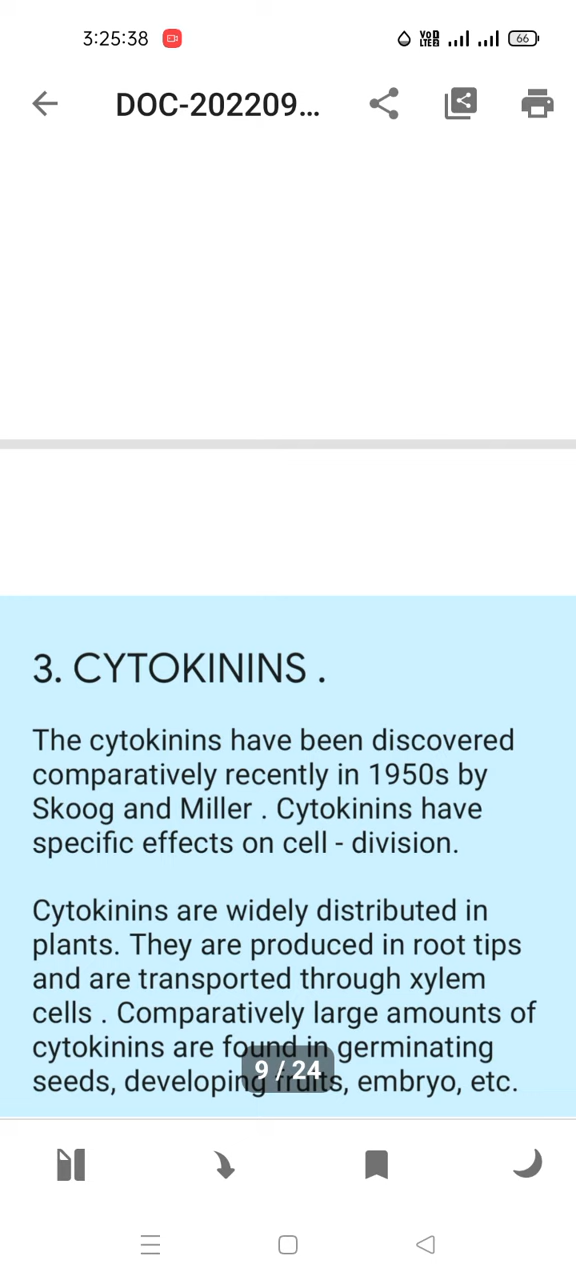 3:25:38
VoD LTE2 66
DOC-202209...
3. CYTOKININS .
The cytokinins have been discovered
comparatively recently in 1950s by
Skoog and Miller . Cytokinins have
specific effects on cell - division.
Cytokinins are widely distributed in
plants. They are produced in root tips
and are transported through xylem
cells . Comparatively large amounts of
cytokinins are found in germinating
9 / 24
seeds, developing fruits, embryo, etc.